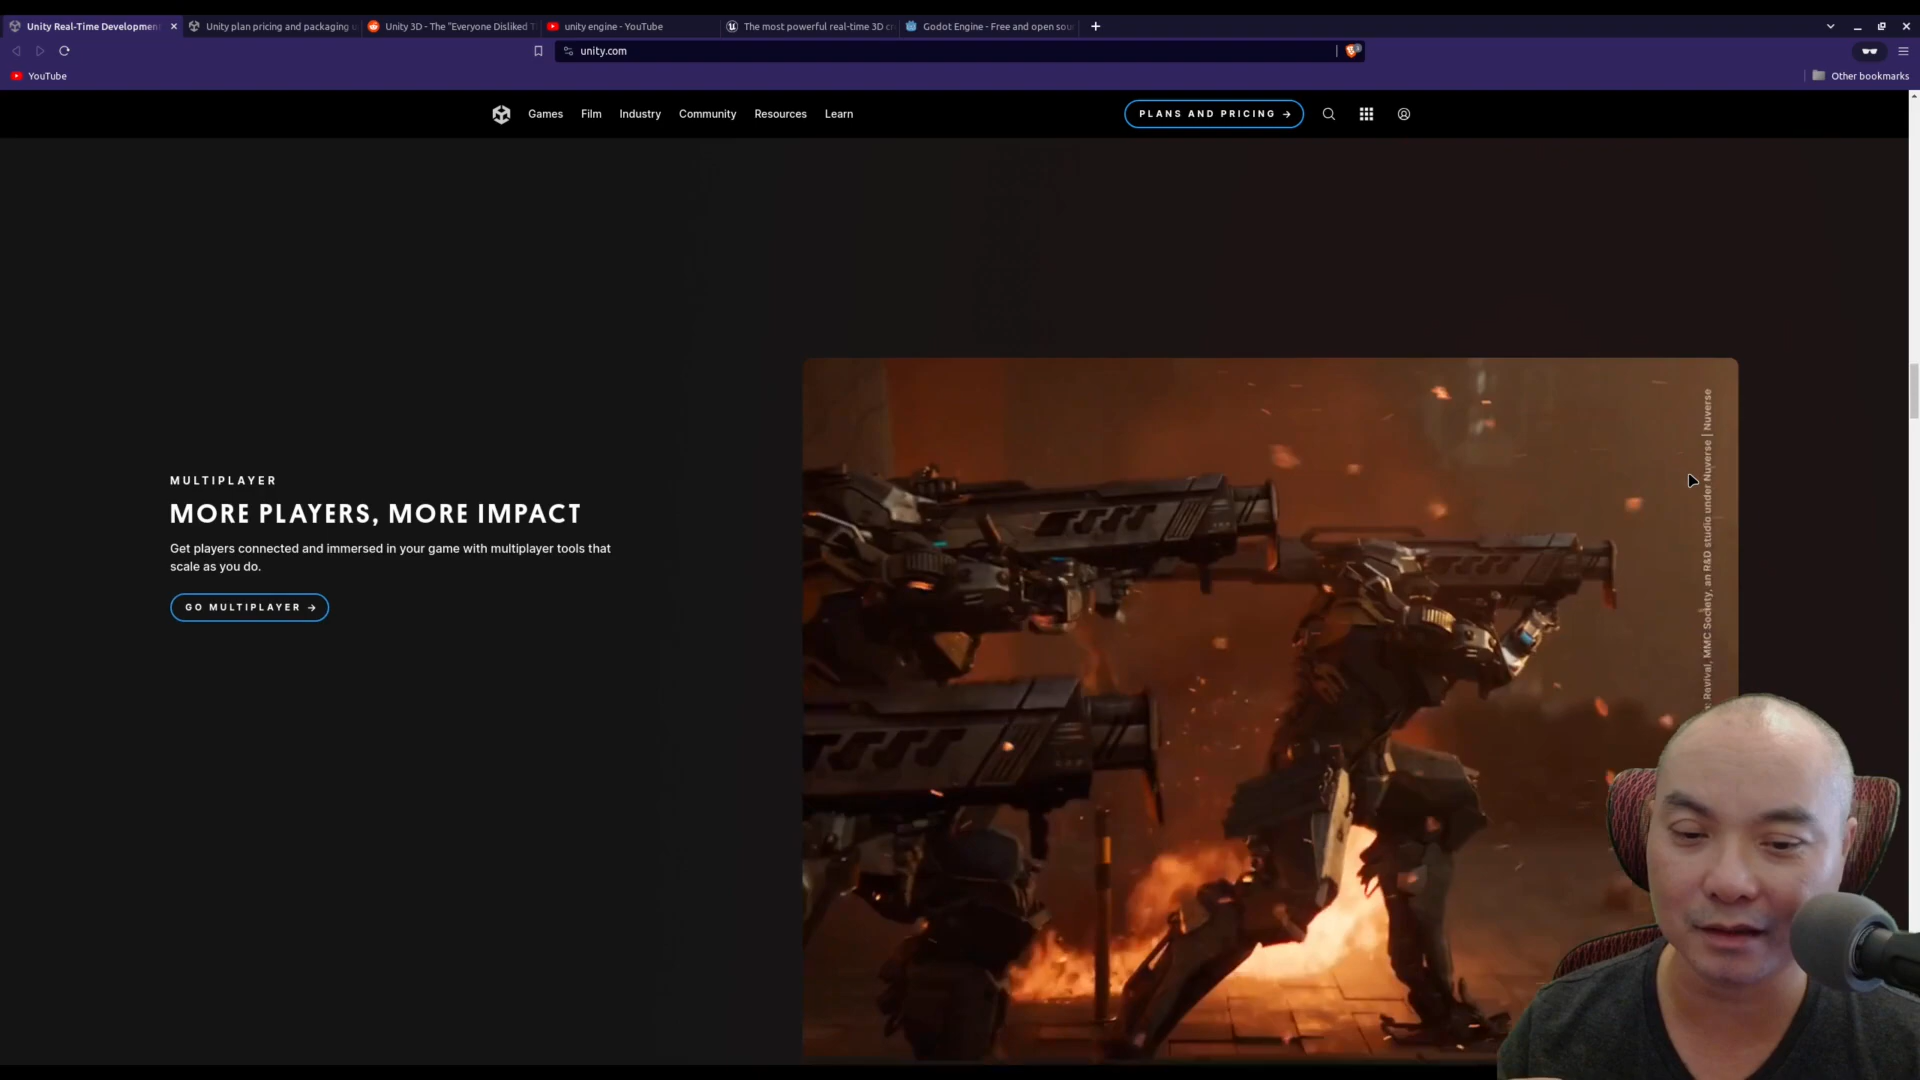 Unity Real-Time Developmen
Unity plan pricing and packaging u
Unity 3D - The "Everyone Disliked T
unity engine - YouTube
The most powerful real-time 3D cr
Godot Engine - Free and open sou
unity.com
YouTube
Other bookmarks
Games
Film
Industry
Community
Resources
Learn
PLANS AND PRICING →
MULTIPLAYER
MORE PLAYERS, MORE IMPACT
Get players connected and immersed in your game with multiplayer tools that
scale as you do.
GO MULTIPLAYER →
Revival, MMC Society, an R&D studio under Nuverse | Nuverse